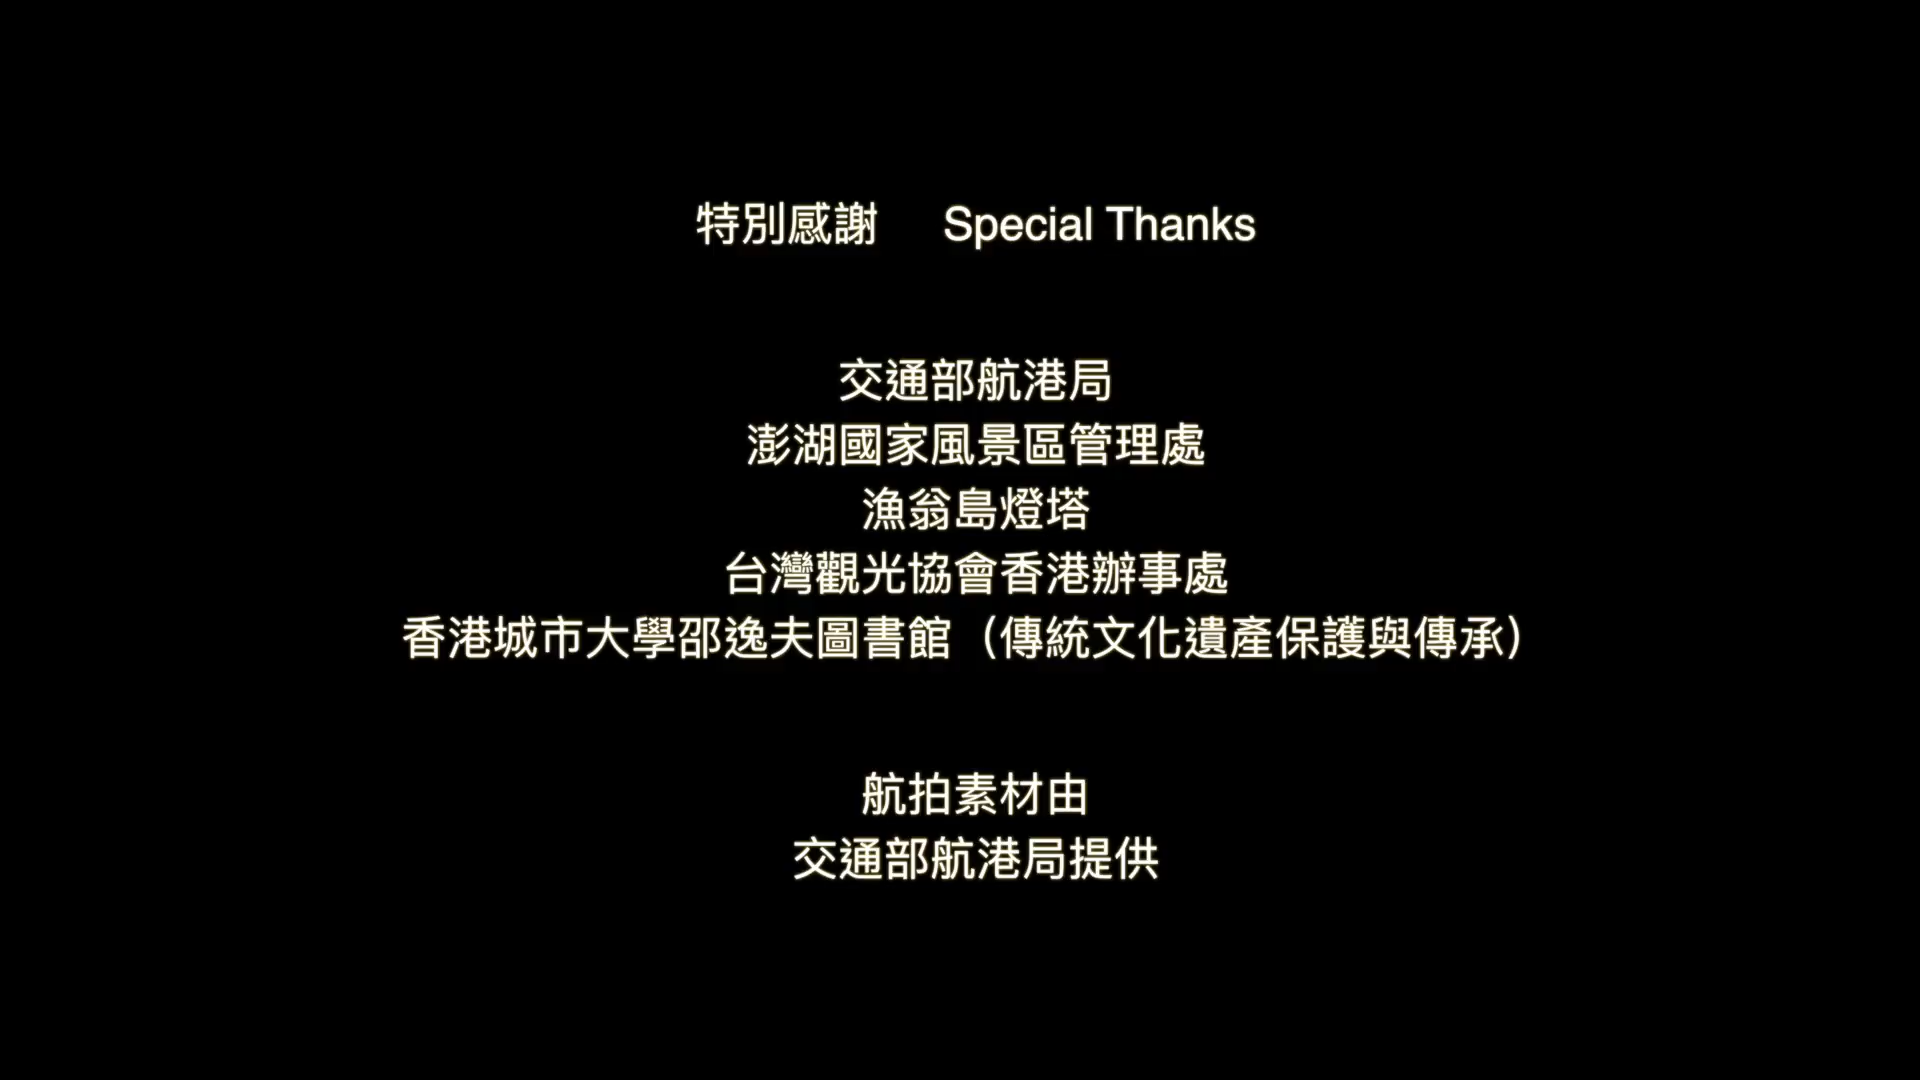 特別感謝 Special Thanks
交通部航港局
澎湖國家風景區管理處
漁翁島燈塔
台灣觀光協會香港辦事處
香港城市大學邵逸夫圖書館（傳統文化遺產保護與傳承）
航拍素材由
交通部航港局提供